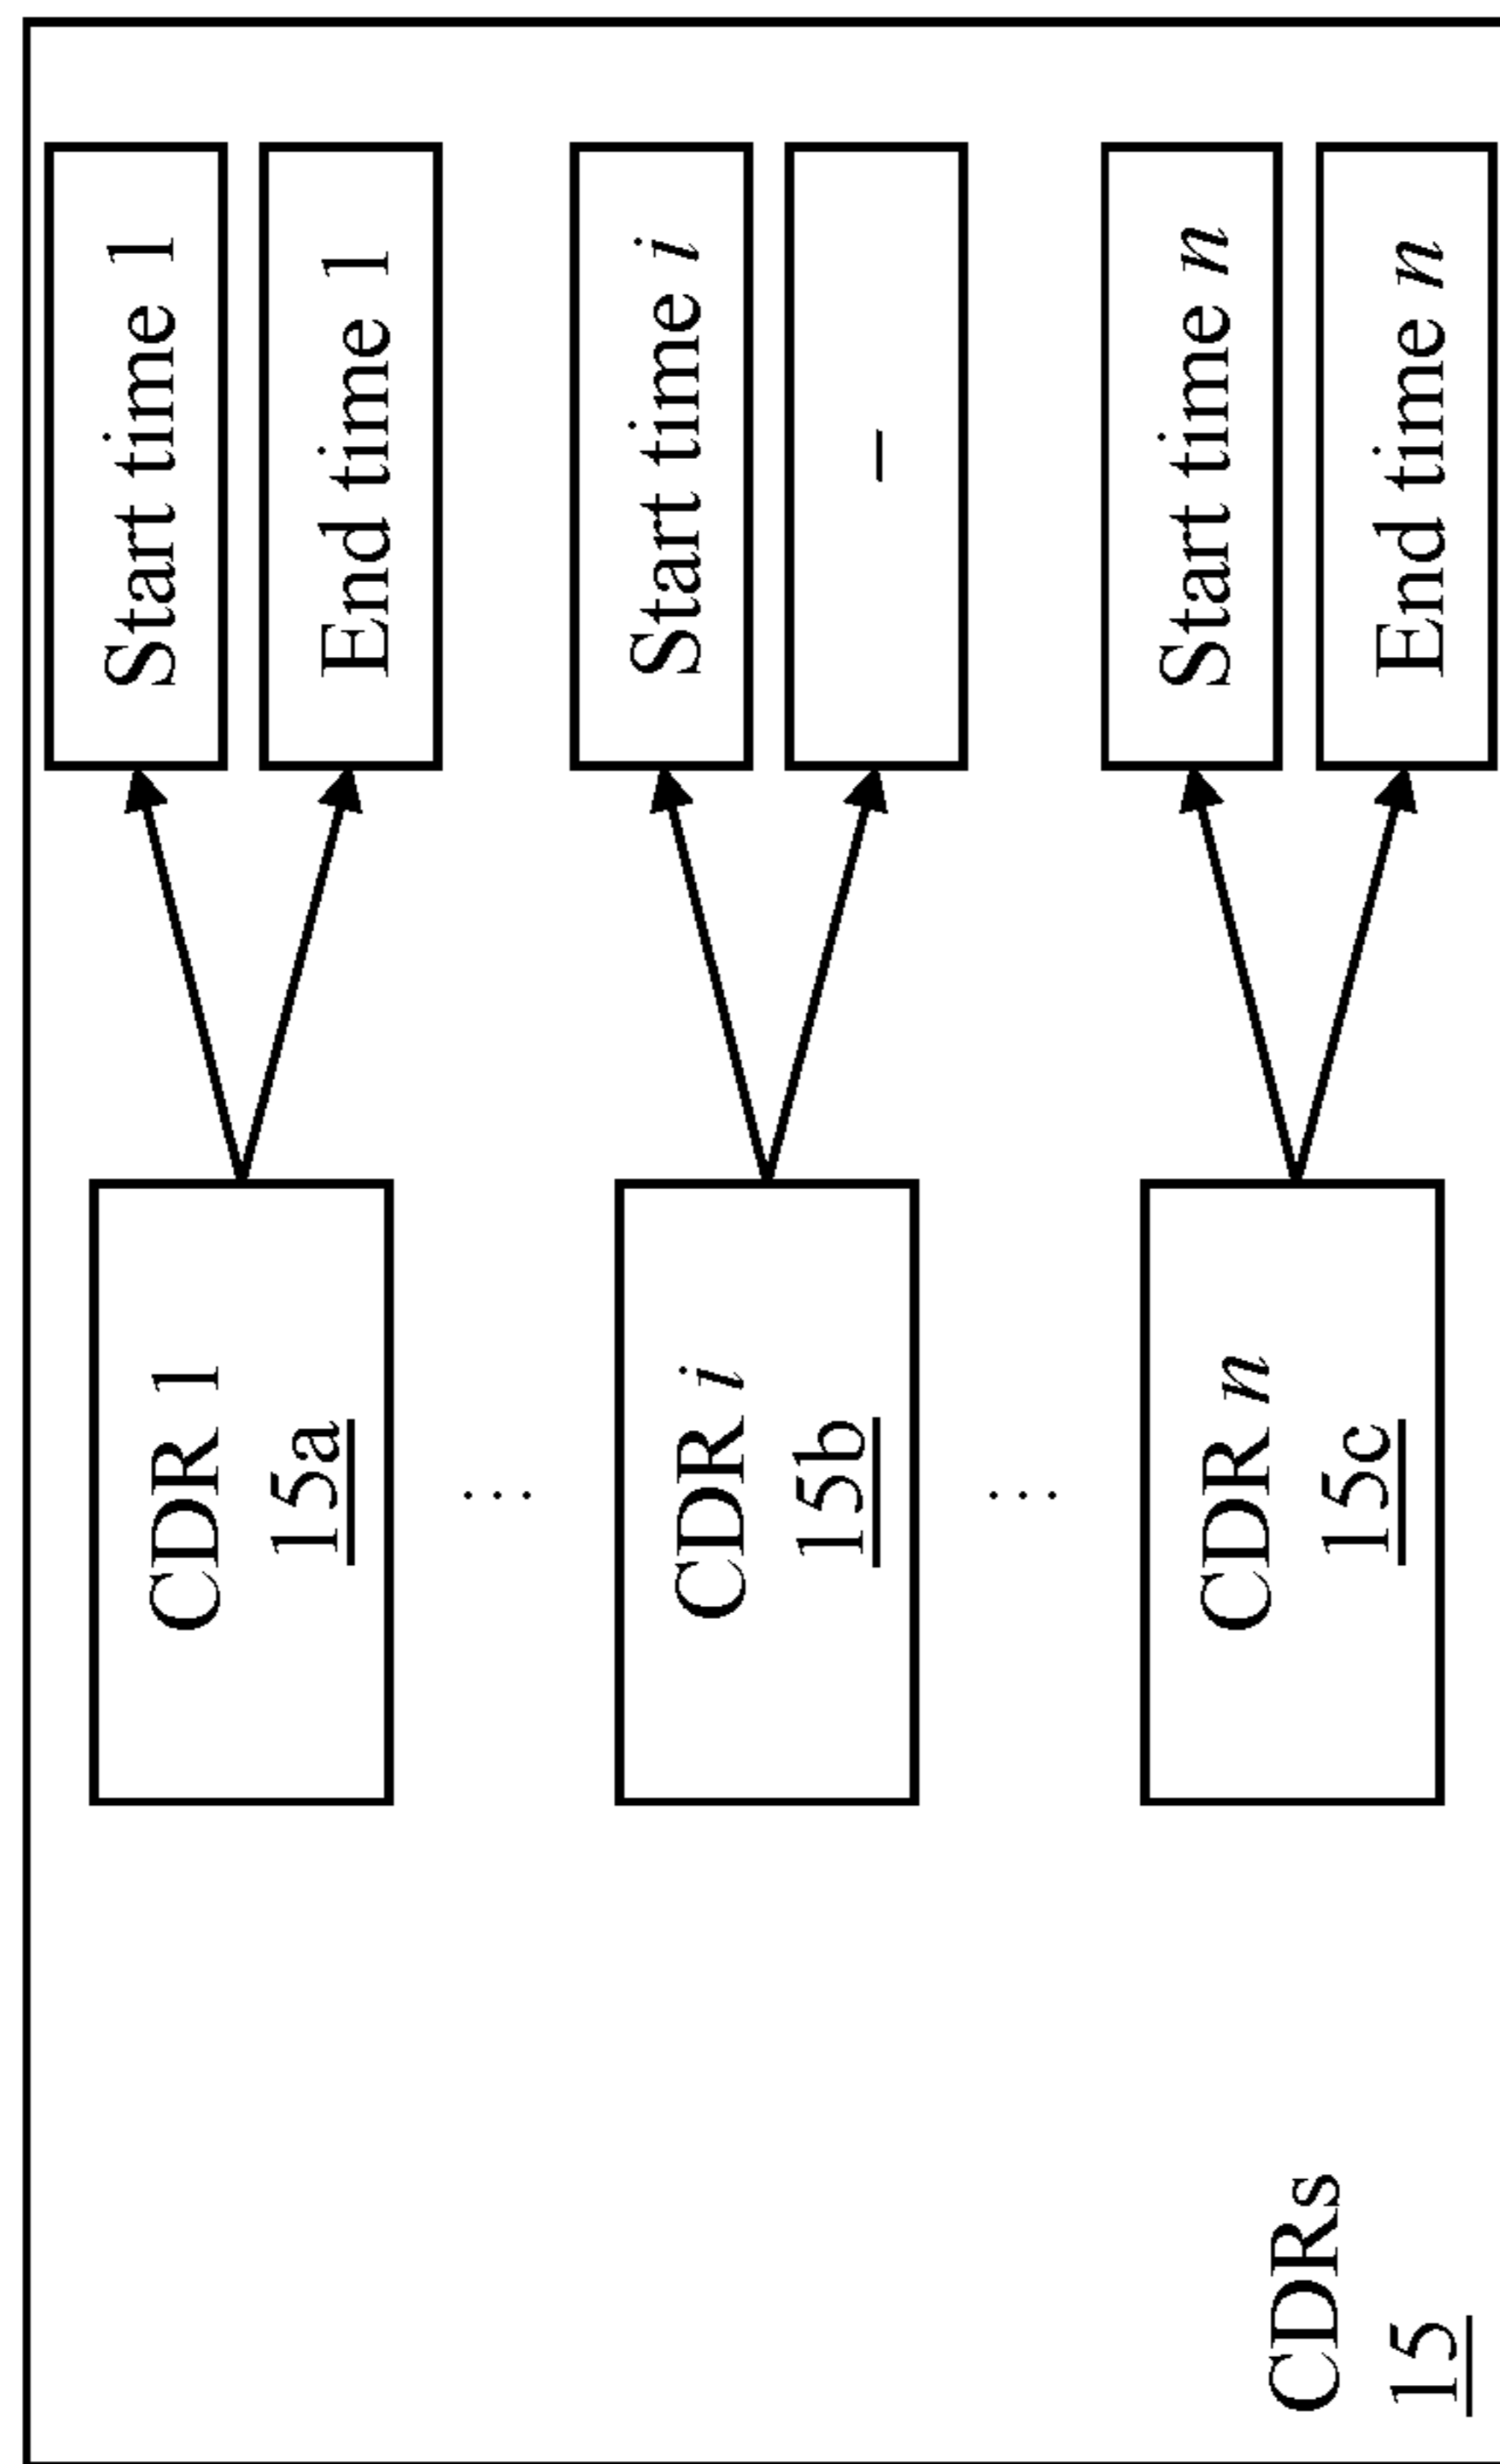 CDR 1
15a
Start time 1
End time 1
⋮
CDR i
15b
Start time i
–
⋮
CDR n
15c
Start time n
End time n
CDRs
15